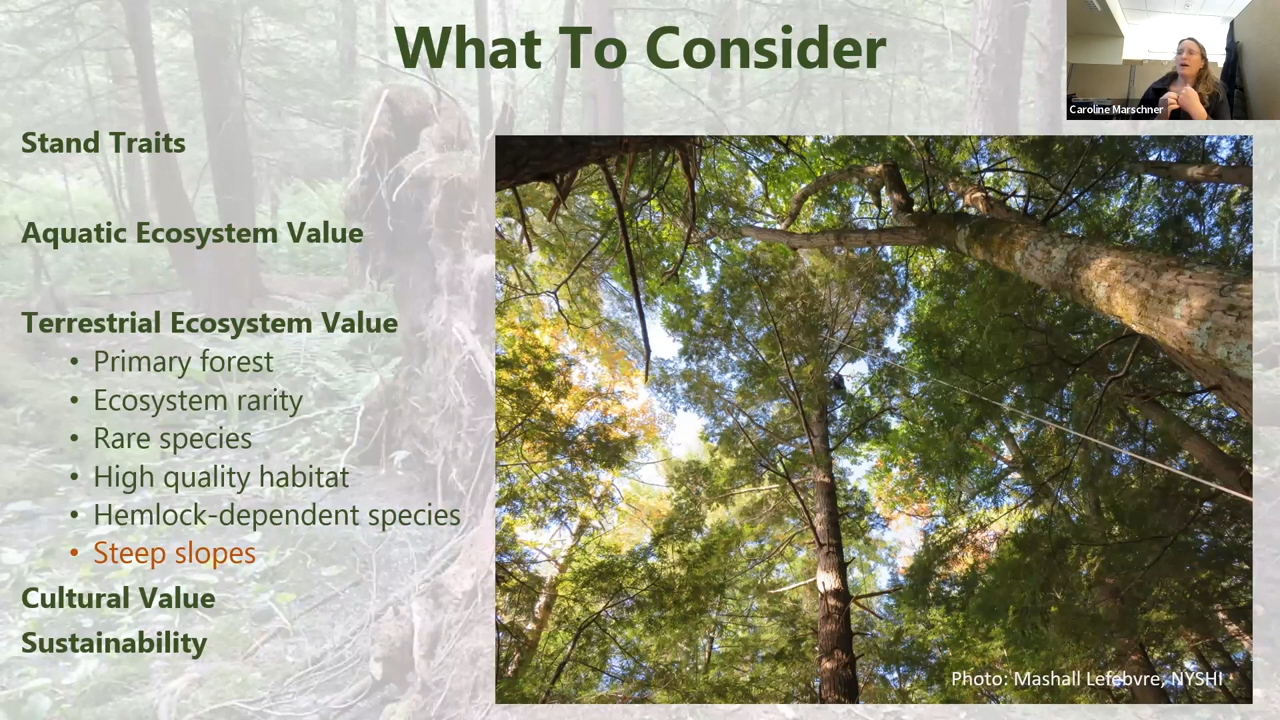 What To Consider
Caroline Marschner
Stand Traits
Aquatic Ecosystem Value
Terrestrial Ecosystem Value
• Primary forest
• Ecosystem rarity
• Rare species
• High quality habitat
• Hemlock-dependent species
• Steep slopes
Cultural Value
Sustainability
Photo: Mashall Lefebvre, NYSHI